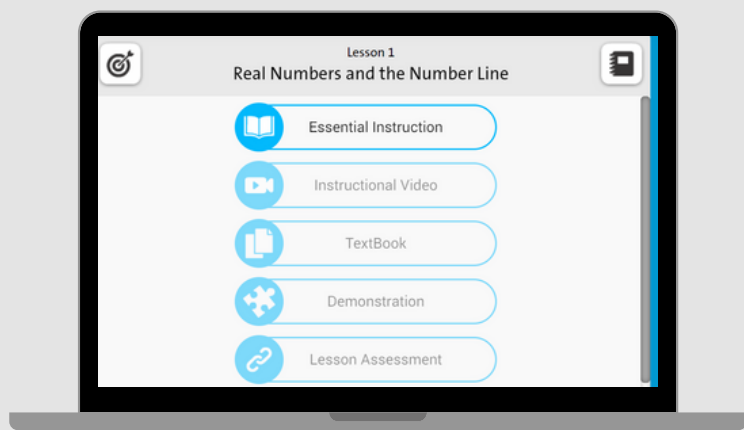 Lesson 1
Real Numbers and the Number Line
Essential Instruction
Instructional Video
TextBook
Demonstration
Lesson Assessment